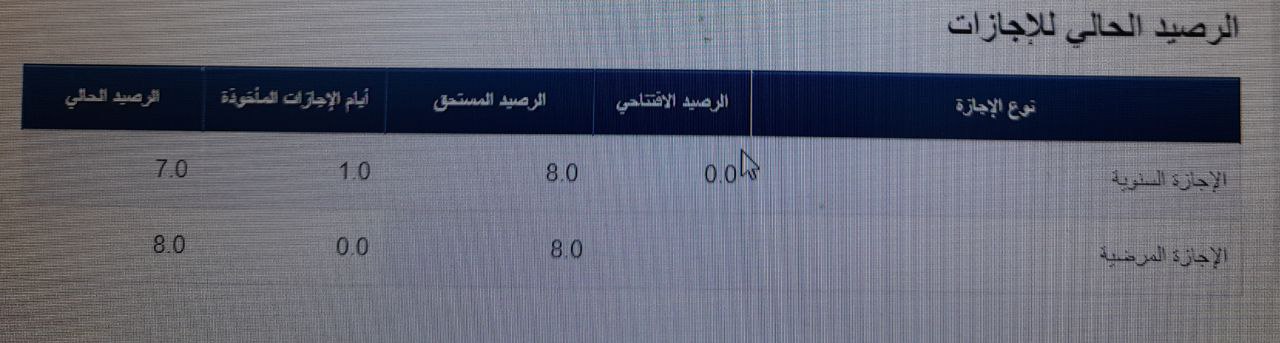 الرصيد الحالي للإجازات
نوع الإجازة الرصيد الافتتاحي الرصيد المستحق أيام الإجازات المأخوذة الرصيد الحالي
الإجازة السنوية 0.0 8.0 1.0 7.0
الإجازة المرضية 8.0 0.0 8.0